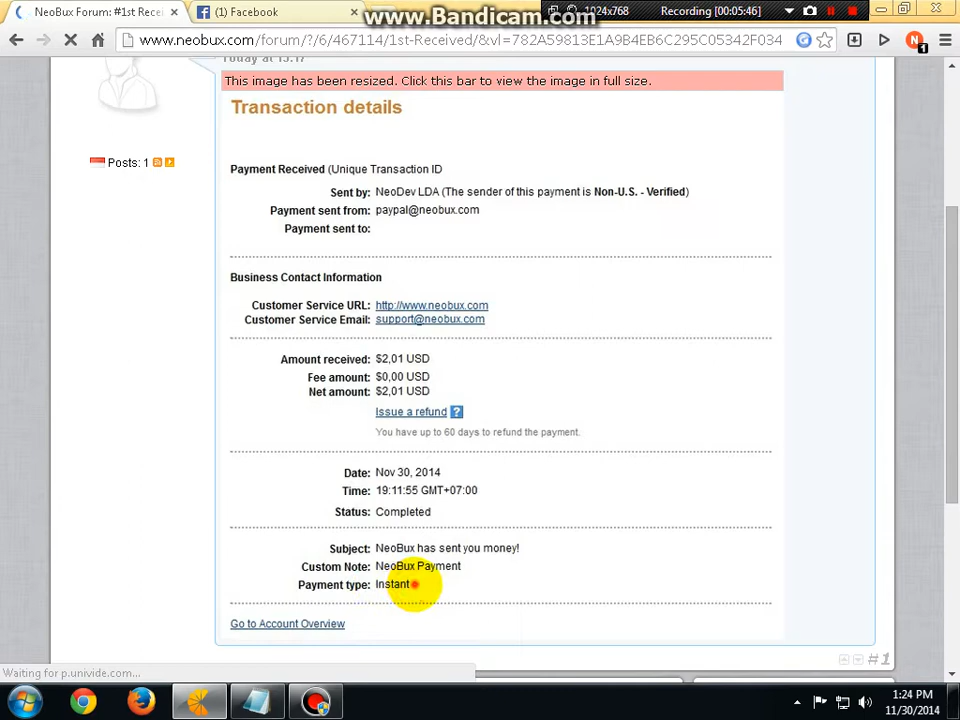 NeoBux Forum: #1st Rece
(1) Facebook
www.Bandicam.com
1024x768
Recording [00:05:46]
www.neobux.com/forum/?/6/467114/1st-Received/&vl=782A59813E1A9B4EB6C295C05342F034
1
Today at 13:17
This image has been resized. Click this bar to view the image in full size.
Transaction details
Posts: 1
Payment Received (Unique Transaction ID
Sent by: NeoDev LDA (The sender of this payment is Non-U.S. - Verified)
Payment sent from: paypal@neobux.com
Payment sent to:
Business Contact Information
Customer Service URL: http://www.neobux.com
Customer Service Email: support@neobux.com
Amount received: $2,01 USD
Fee amount: $0,00 USD
Net amount: $2,01 USD
Issue a refund ?
You have up to 60 days to refund the payment.
Date: Nov 30, 2014
Time: 19:11:55 GMT+07:00
Status: Completed
Subject: NeoBux has sent you money!
Custom Note: NeoBux Payment
Payment type: Instant
Go to Account Overview
#1
Waiting for p.univide.com...
1:24 PM
11/30/2014